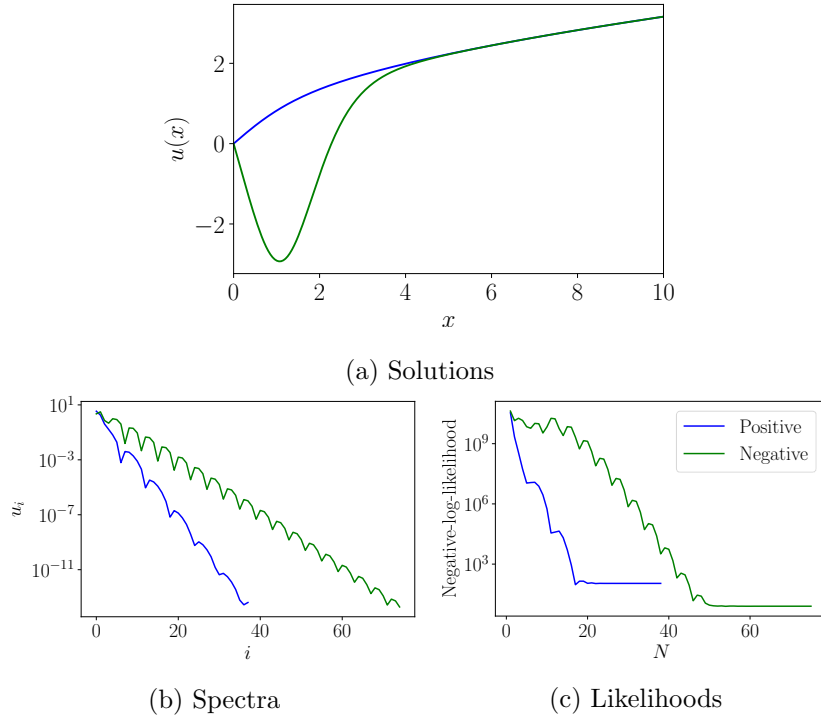 2
0
−2
u(x)
0 2 4 6 8 10
x
(a) Solutions
10^1
10^−3
10^−7
10^−11
u_i
0 20 40 60
i
(b) Spectra
Positive
Negative
10^9
10^6
10^3
Negative-log-likelihood
0 20 40 60
N
(c) Likelihoods